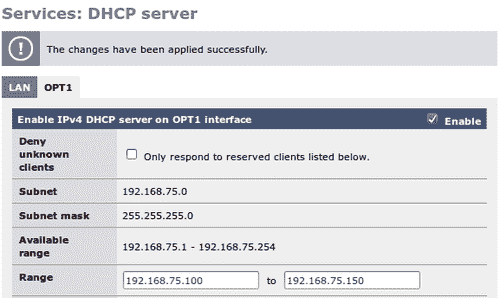 Services: DHCP server
The changes have been applied successfully.
LAN OPT1
Enable IPv4 DHCP server on OPT1 interface Enable
Deny unknown clients Only respond to reserved clients listed below.
Subnet 192.168.75.0
Subnet mask 255.255.255.0
Available range 192.168.75.1 - 192.168.75.254
Range 192.168.75.100 to 192.168.75.150